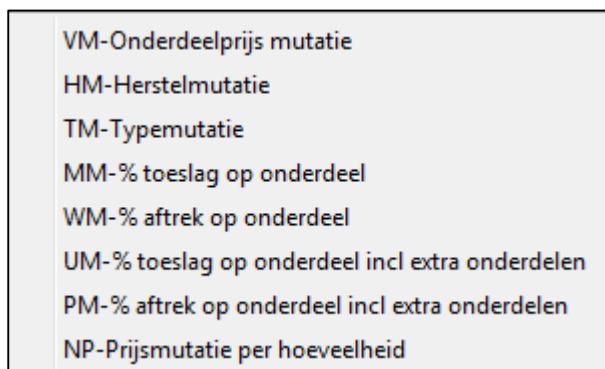 VM-Onderdeelprijs mutatie
HM-Herstelmutatie
TM-Typemutatie
MM-% toeslag op onderdeel
WM-% aftrek op onderdeel
UM-% toeslag op onderdeel incl extra onderdelen
PM-% aftrek op onderdeel incl extra onderdelen
NP-Prijsmutatie per hoeveelheid